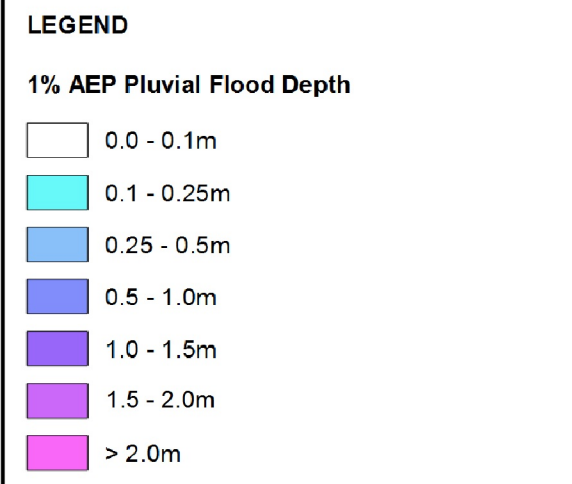 LEGEND
1% AEP Pluvial Flood Depth
0.0 - 0.1m
0.1 - 0.25m
0.25 - 0.5m
0.5 - 1.0m
1.0 - 1.5m
1.5 - 2.0m
> 2.0m